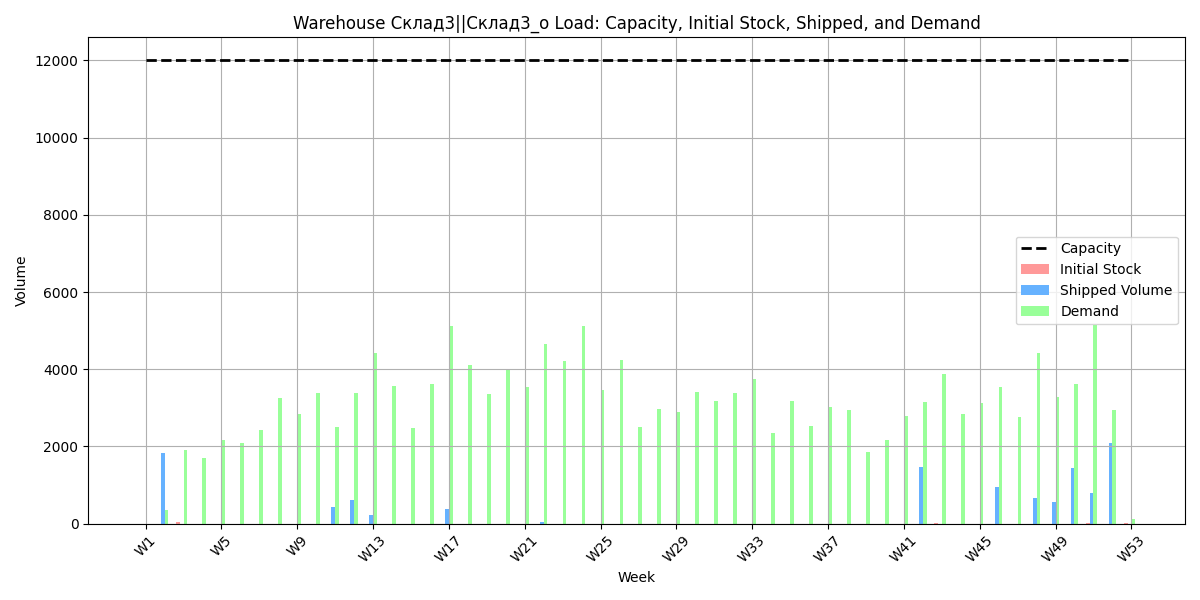 Warehouse Склад3||Склад3_о Load: Capacity, Initial Stock, Shipped, and Demand
12000
10000
8000
6000
4000
2000
0
Volume
Capacity
Initial Stock
Shipped Volume
Demand
W1 W5 W9 W13 W17 W21 W25 W29 W33 W37 W41 W45 W49 W53
Week